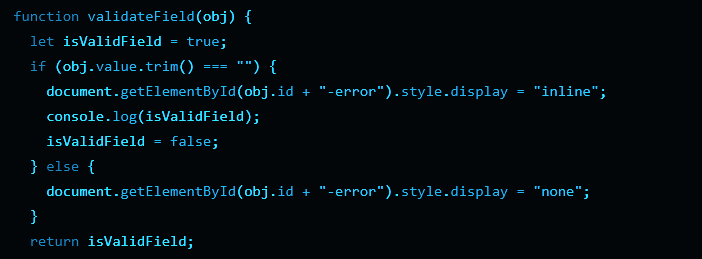 function validateField(obj) {
let isValidField = true;
if (obj.value.trim() === "") {
document.getElementById(obj.id + "-error").style.display = "inline";
console.log(isValidField);
isValidField = false;
} else {
document.getElementById(obj.id + "-error").style.display = "none";
}
return isValidField;